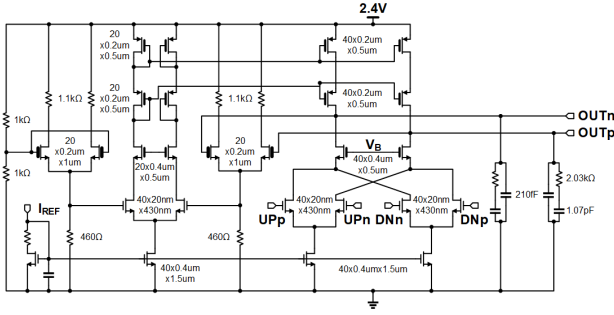 2.4V
20
x0.2um
x0.5um
40x0.2um
x0.5um
20
x0.2um
x0.5um
40x0.2um
x0.5um
1.1kΩ
1.1kΩ
1kΩ
OUTn
OUTp
20
x0.2um
x1um
20x0.4um
x0.5um
20
x0.2um
x1um
VB
40x0.4um
x0.5um
1kΩ
210fF
2.03kΩ
1.07pF
IREF
40x20nm
x430nm
40x20nm
x430nm
40x20nm
x430nm
UPp
UPn
DNn
DNp
460Ω
460Ω
40x0.4um
x1.5um
40x0.4umx1.5um